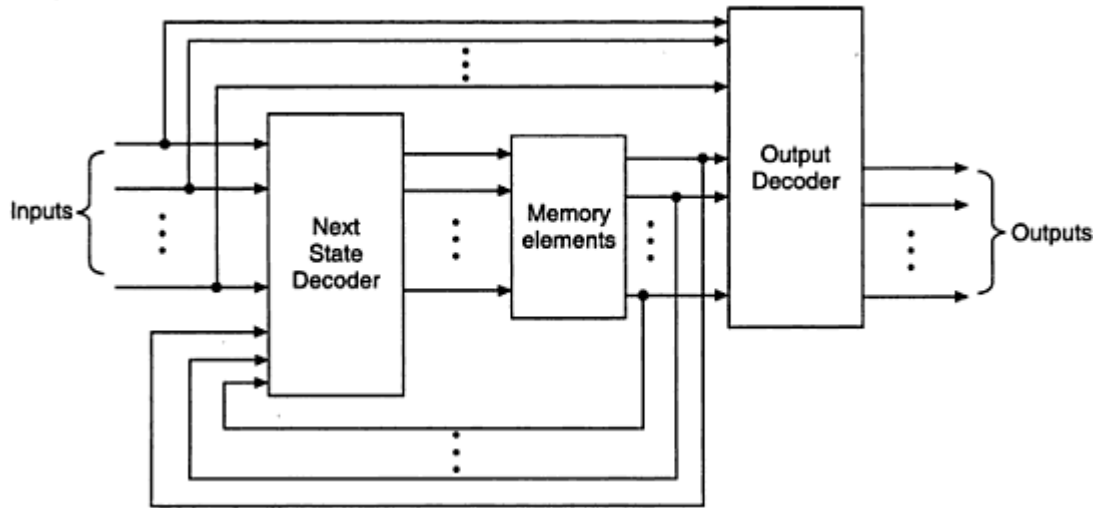 Inputs
Next
State
Decoder
Memory
elements
Output
Decoder
Outputs